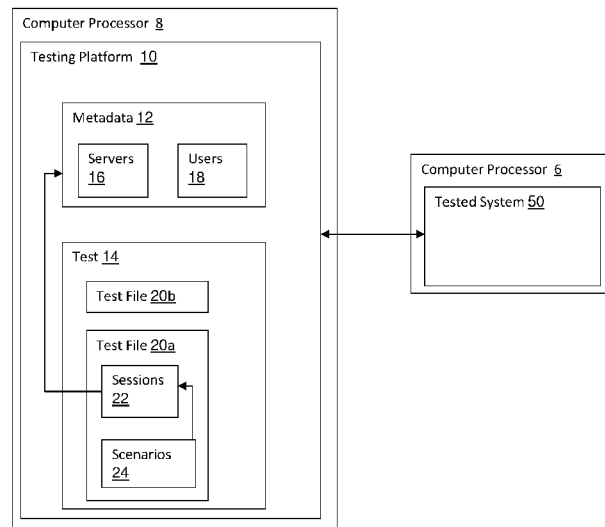 Computer Processor 8
Testing Platform 10
Metadata 12
Servers
16
Users
18
Test 14
Test File 20b
Test File 20a
Sessions
22
Scenarios
24
Computer Processor 6
Tested System 50